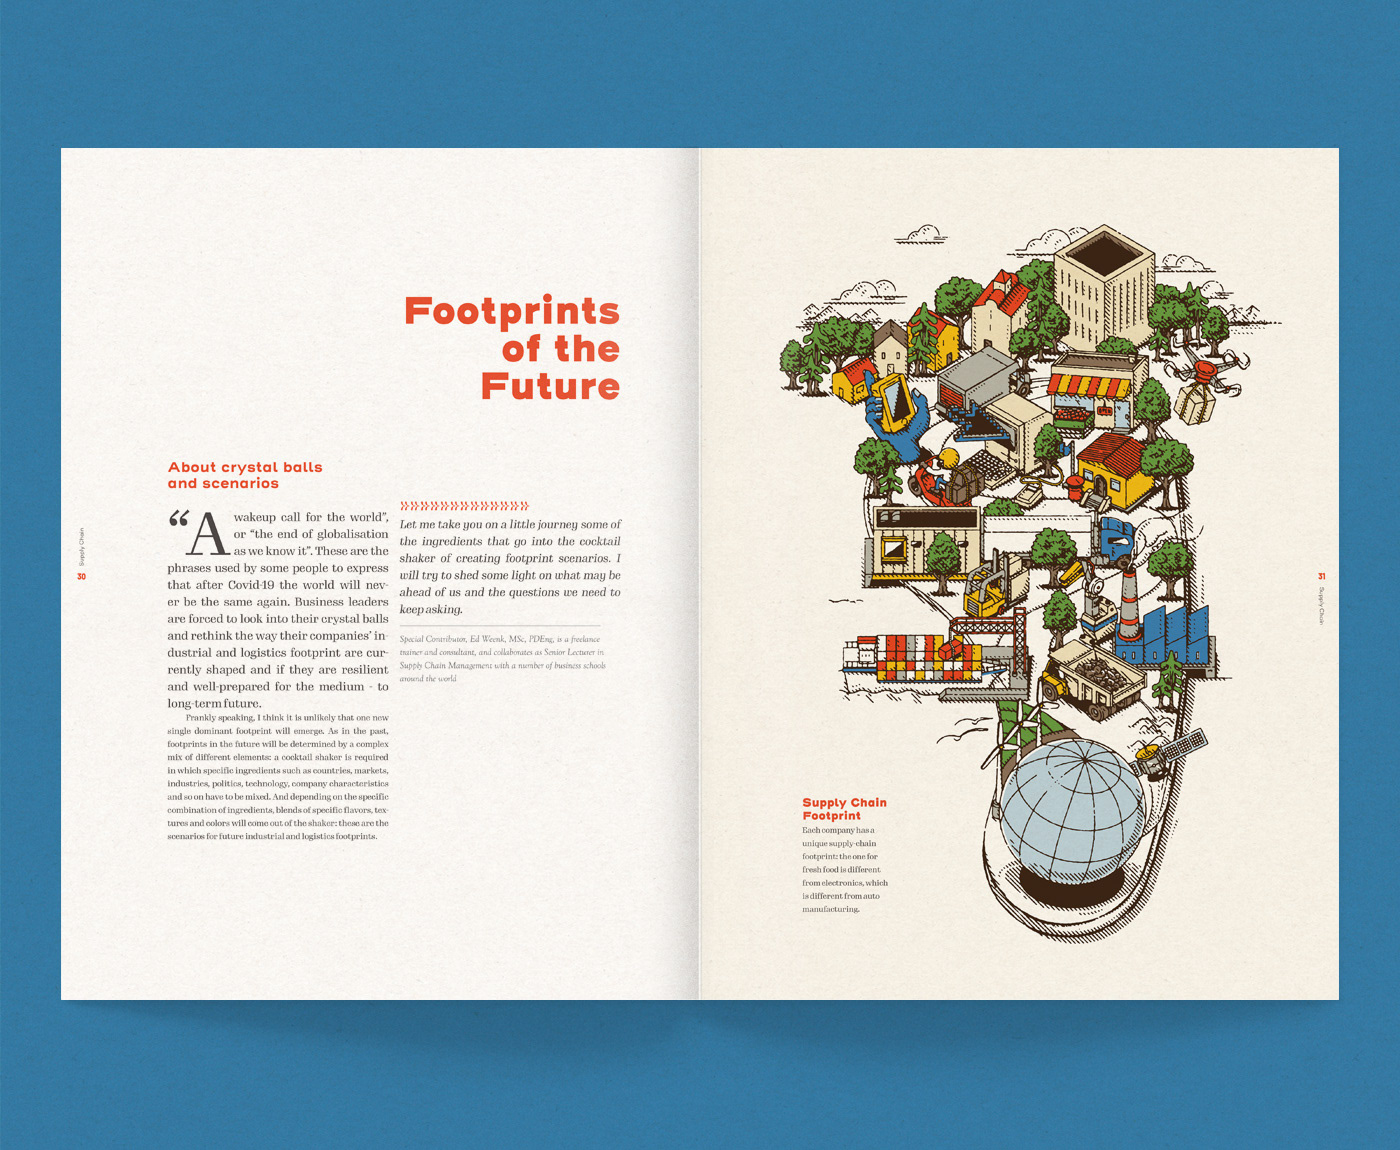 Footprints
of the
Future
About crystal balls
and scenarios
“A wakeup call for the world”,
or “the end of globalisation
as we know it”. These are the
phrases used by some people to express
that after Covid-19 the world will nev-
er be the same again. Business leaders
are forced to look into their crystal balls
and rethink the way their companies’ in-
dustrial and logistics footprint are cur-
rently shaped and if they are resilient
and well-prepared for the medium - to
long-term future.
Frankly speaking, I think it is unlikely that one new
single dominant footprint will emerge. As in the past,
footprints in the future will be determined by a complex
mix of different elements: a cocktail shaker is required
in which specific ingredients such as countries, markets,
industries, politics, technology, company characteristics
and so on have to be mixed. And depending on the specific
combination of ingredients, blends of specific flavors, tex-
tures and colors will come out of the shaker: these are the
scenarios for future industrial and logistics footprints.
Let me take you on a little journey some of
the ingredients that go into the cocktail
shaker of creating footprint scenarios. I
will try to shed some light on what may be
ahead of us and the questions we need to
keep asking.
Special Contributor, Ed Weenk, MSc, PDEng, is a freelance
trainer and consultant, and collaborates as Senior Lecturer in
Supply Chain Management with a number of business schools
around the world
Supply Chain
30
Supply Chain
Footprint
Each company has a
unique supply-chain
footprint: the one for
fresh food is different
from electronics, which
is different from auto
manufacturing.
31
Supply Chain